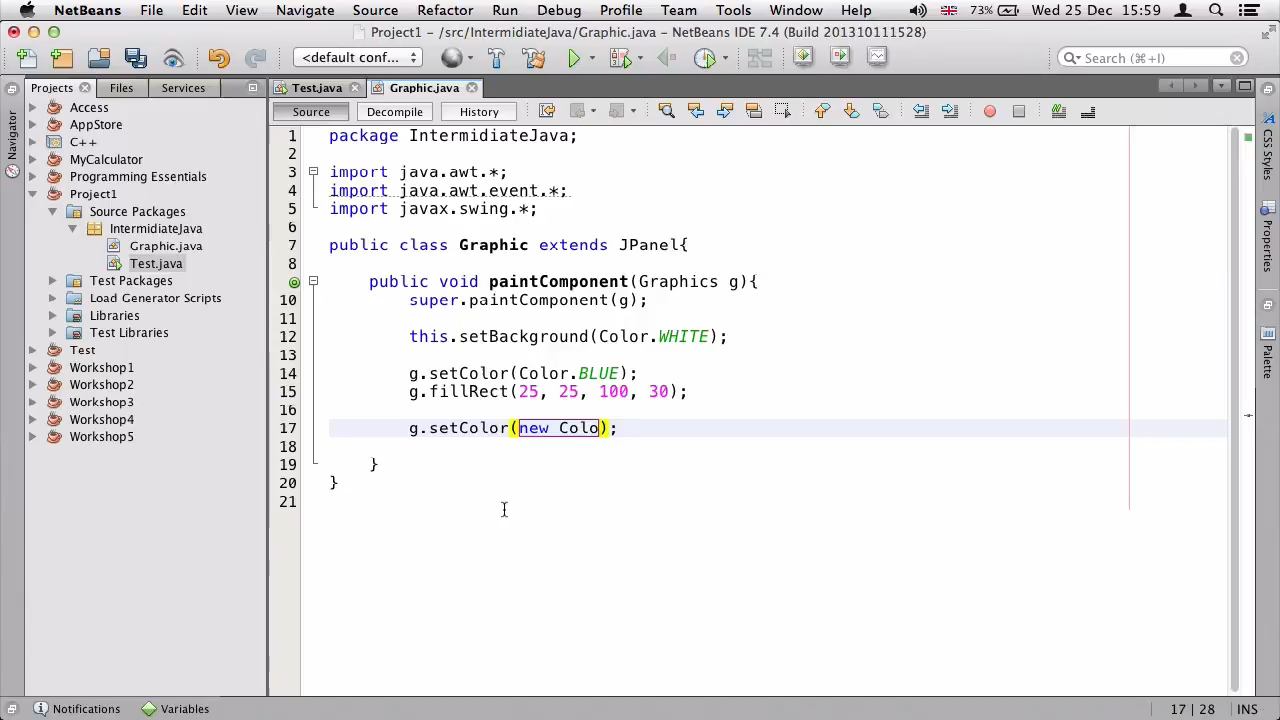 NetBeans File Edit View Navigate Source Refactor Run Debug Profile Team Tools Window Help 73% Wed 25 Dec 15:59
Project1 – /src/IntermidiateJava/Graphic.java – NetBeans IDE 7.4 (Build 201310111528)
<default conf... Search (⌘+I)
Projects Files Services Test.java Graphic.java
Source Decompile History
Navigator
Access
AppStore
C++
MyCalculator
Programming Essentials
Project1
Source Packages
IntermidiateJava
Graphic.java
Test.java
Test Packages
Load Generator Scripts
Libraries
Test Libraries
Test
Workshop1
Workshop2
Workshop3
Workshop4
Workshop5
1 package IntermidiateJava;
2
3 import java.awt.*;
4 import java.awt.event.*;
5 import javax.swing.*;
6
7 public class Graphic extends JPanel{
8
public void paintComponent(Graphics g){
10 super.paintComponent(g);
11
12 this.setBackground(Color.WHITE);
13
14 g.setColor(Color.BLUE);
15 g.fillRect(25, 25, 100, 30);
16
17 g.setColor(new Colo);
18
19 }
20 }
21
CSS Styles
Properties
Palette
Notifications Variables 17 | 28 INS